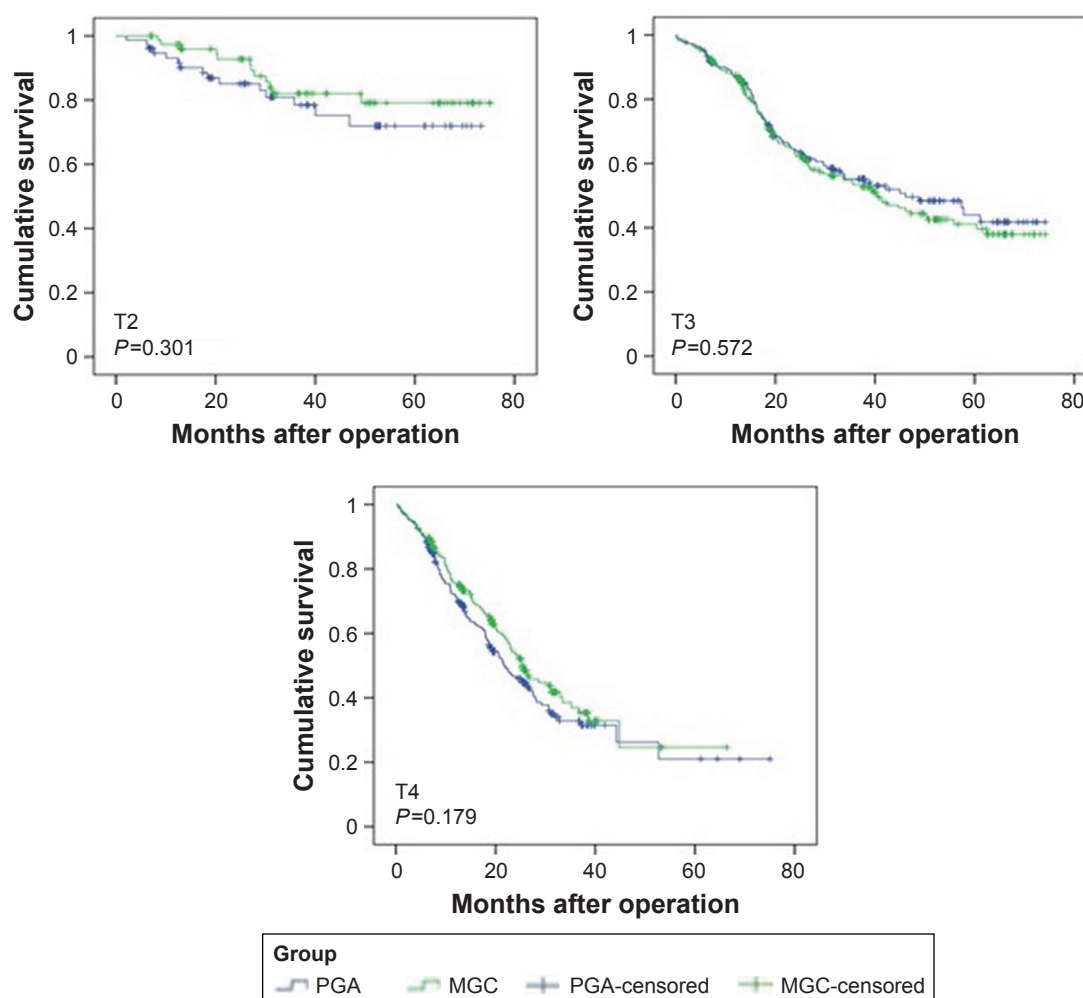 1
0.8
0.6
0.4
0.2
0
Cumulative survival
T2
P=0.301
0 20 40 60 80
Months after operation
1
0.8
0.6
0.4
0.2
0
Cumulative survival
T3
P=0.572
0 20 40 60 80
Months after operation
1
0.8
0.6
0.4
0.2
0
Cumulative survival
T4
P=0.179
0 20 40 60 80
Months after operation
Group
PGA MGC PGA-censored MGC-censored